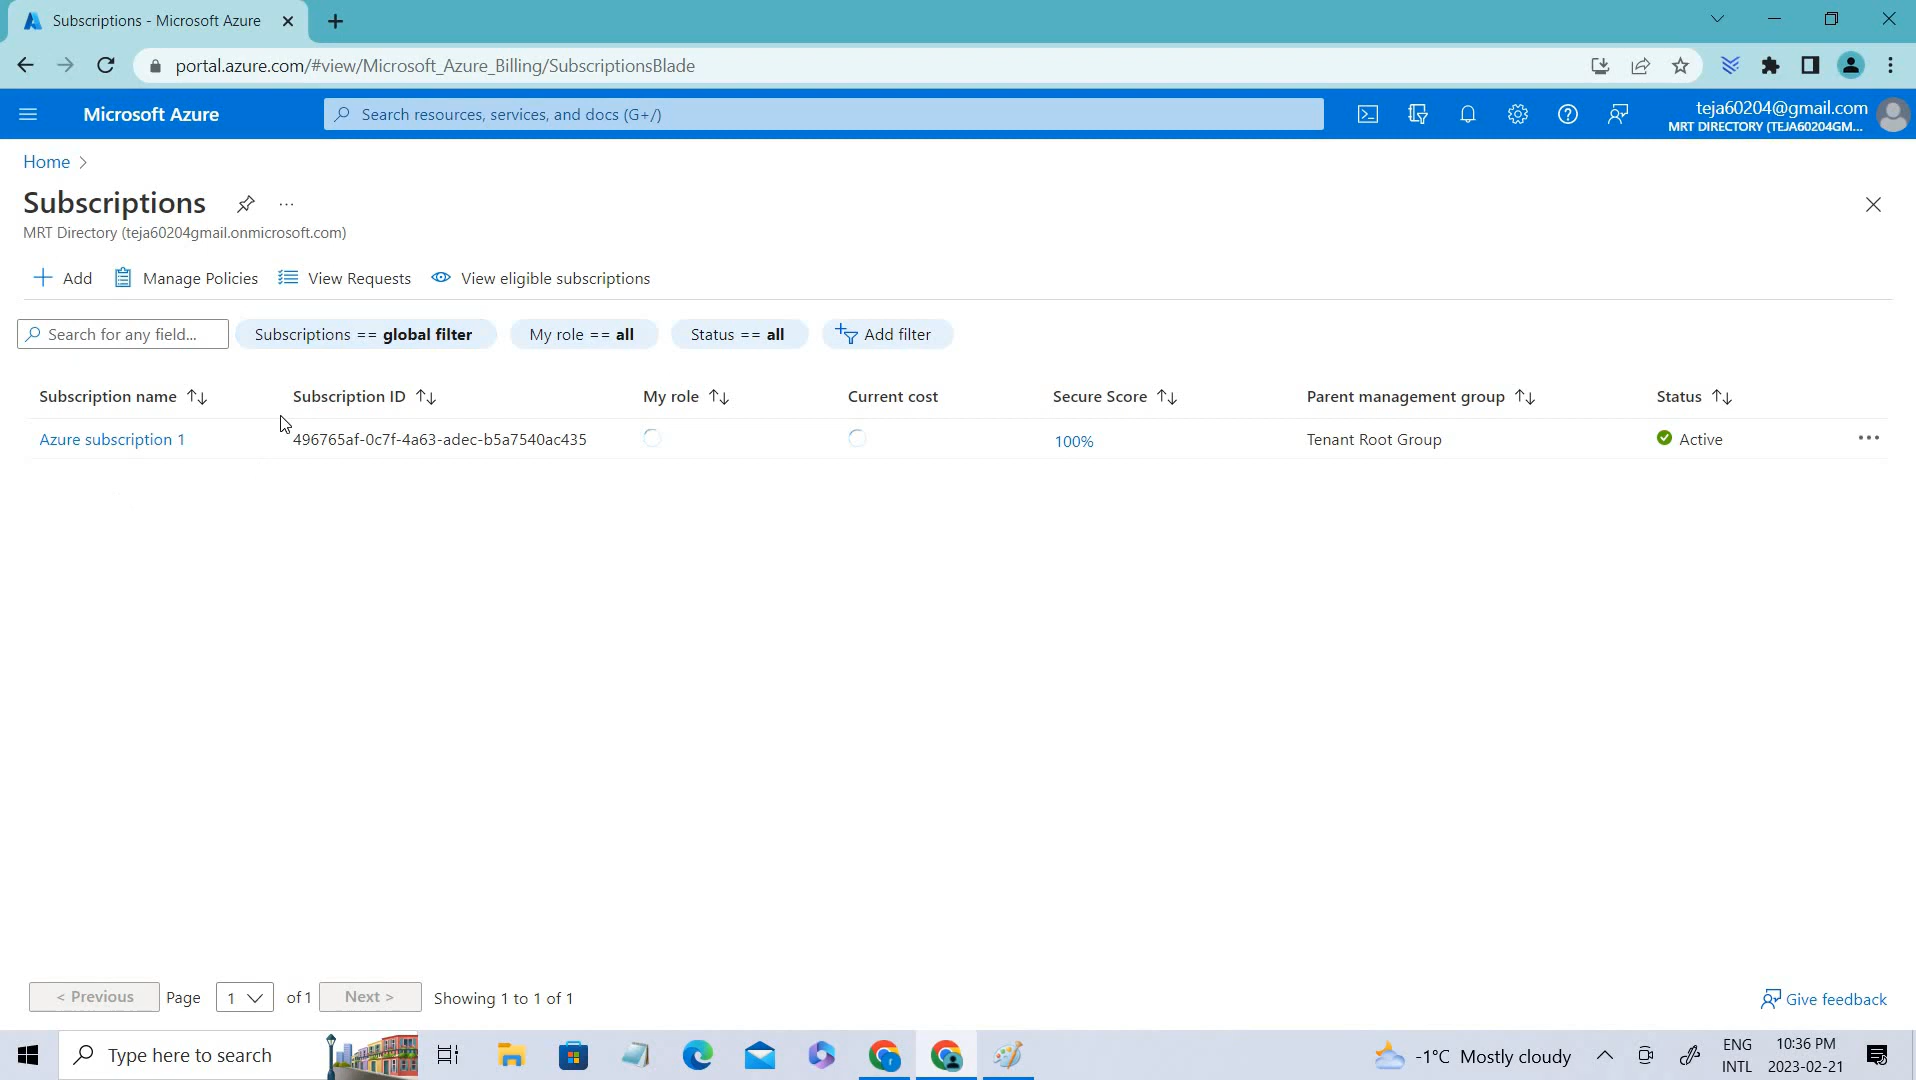 Subscriptions - Microsoft Azure
portal.azure.com/#view/Microsoft_Azure_Billing/SubscriptionsBlade
Microsoft Azure
Search resources, services, and docs (G+/)
teja60204@gmail.com
MRT DIRECTORY (TEJA60204GM...
Home
Subscriptions
MRT Directory (teja60204gmail.onmicrosoft.com)
Add Manage Policies View Requests View eligible subscriptions
Search for any field... Subscriptions == global filter My role == all Status == all Add filter
Subscription name Subscription ID My role Current cost Secure Score Parent management group Status
Azure subscription 1 496765af-0c7f-4a63-adec-b5a7540ac435 100% Tenant Root Group Active
< Previous Page 1 of 1 Next > Showing 1 to 1 of 1 Give feedback
Type here to search
-1°C Mostly cloudy
ENG
INTL
10:36 PM
2023-02-21